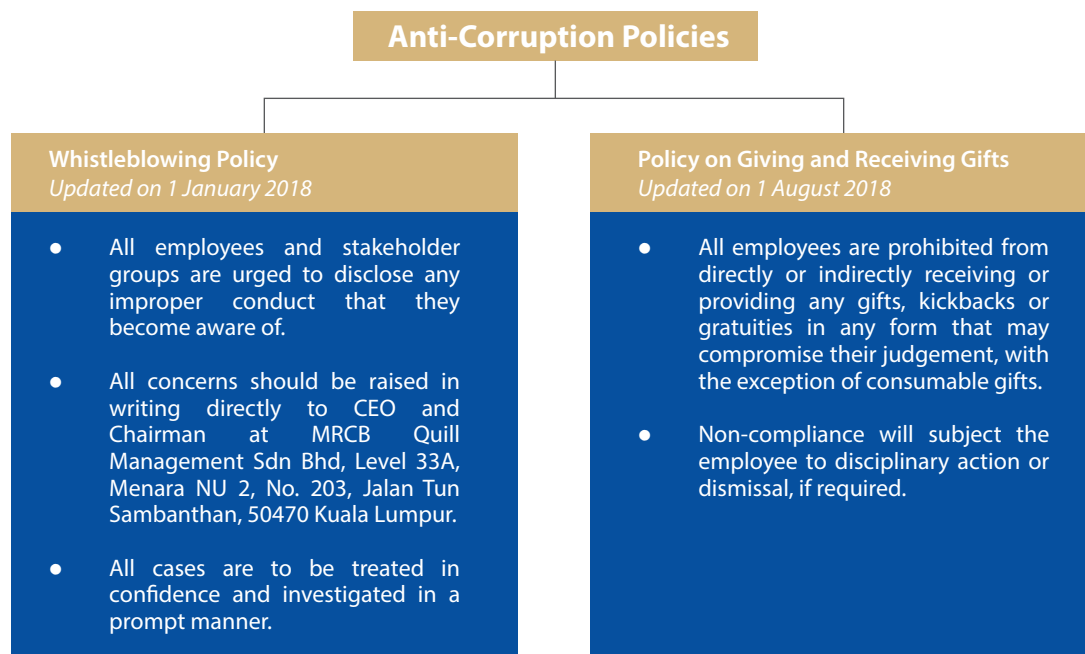 Anti-Corruption Policies
Whistleblowing Policy
Updated on 1 January 2018
● All employees and stakeholder
groups are urged to disclose any
improper conduct that they
become aware of.
● All concerns should be raised in
writing directly to CEO and
Chairman at MRCB Quill
Management Sdn Bhd, Level 33A,
Menara NU 2, No. 203, Jalan Tun
Sambanthan, 50470 Kuala Lumpur.
● All cases are to be treated in
confidence and investigated in a
prompt manner.
Policy on Giving and Receiving Gifts
Updated on 1 August 2018
● All employees are prohibited from
directly or indirectly receiving or
providing any gifts, kickbacks or
gratuities in any form that may
compromise their judgement, with
the exception of consumable gifts.
● Non-compliance will subject the
employee to disciplinary action or
dismissal, if required.